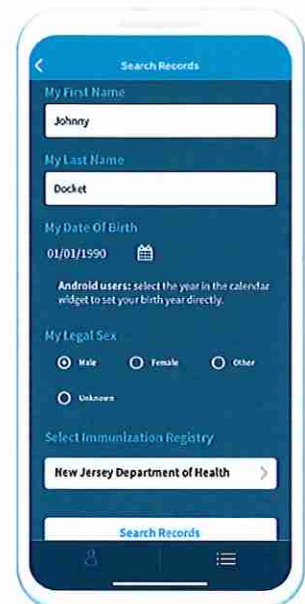 Search Records
My First Name
Johnny
My Last Name
Docket
My Date Of Birth
01/01/1990
Android users: select the year in the calendar
widget to set your birth year directly.
My Legal Sex
Male Female Other
Unknown
Select Immunization Registry
New Jersey Department of Health
Search Records